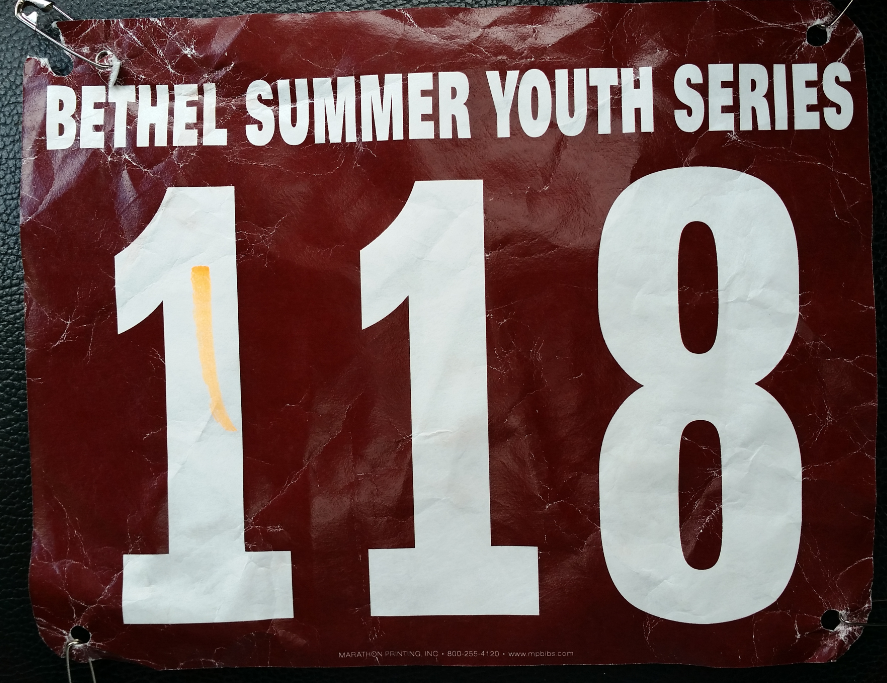 BETHEL SUMMER YOUTH SERIES
118
MARATHON PRINTING, INC • 800-255-4120 • www.mpbibs.com